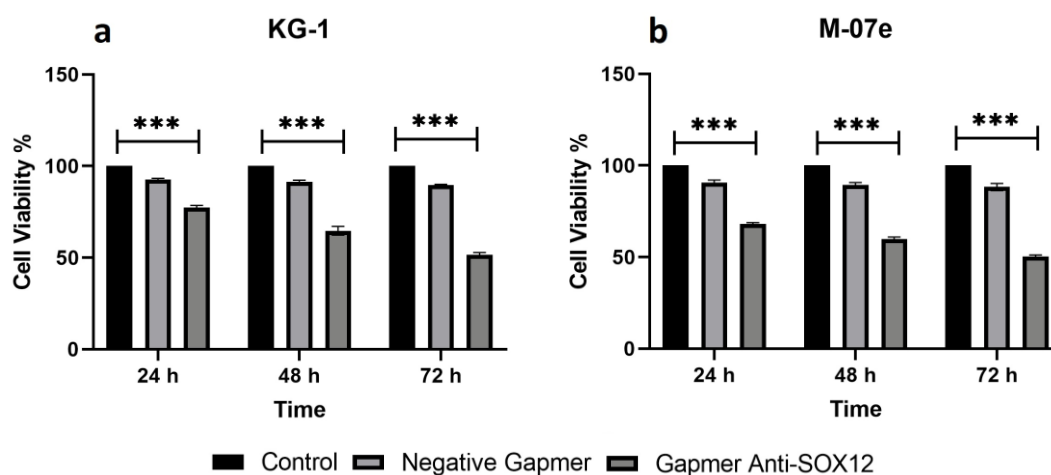 a KG-1
Cell Viability %
150
100
50
0
*** *** ***
24 h 48 h 72 h
Time
b M-07e
Cell Viability %
150
100
50
0
*** *** ***
24 h 48 h 72 h
Time
Control Negative Gapmer Gapmer Anti-SOX12